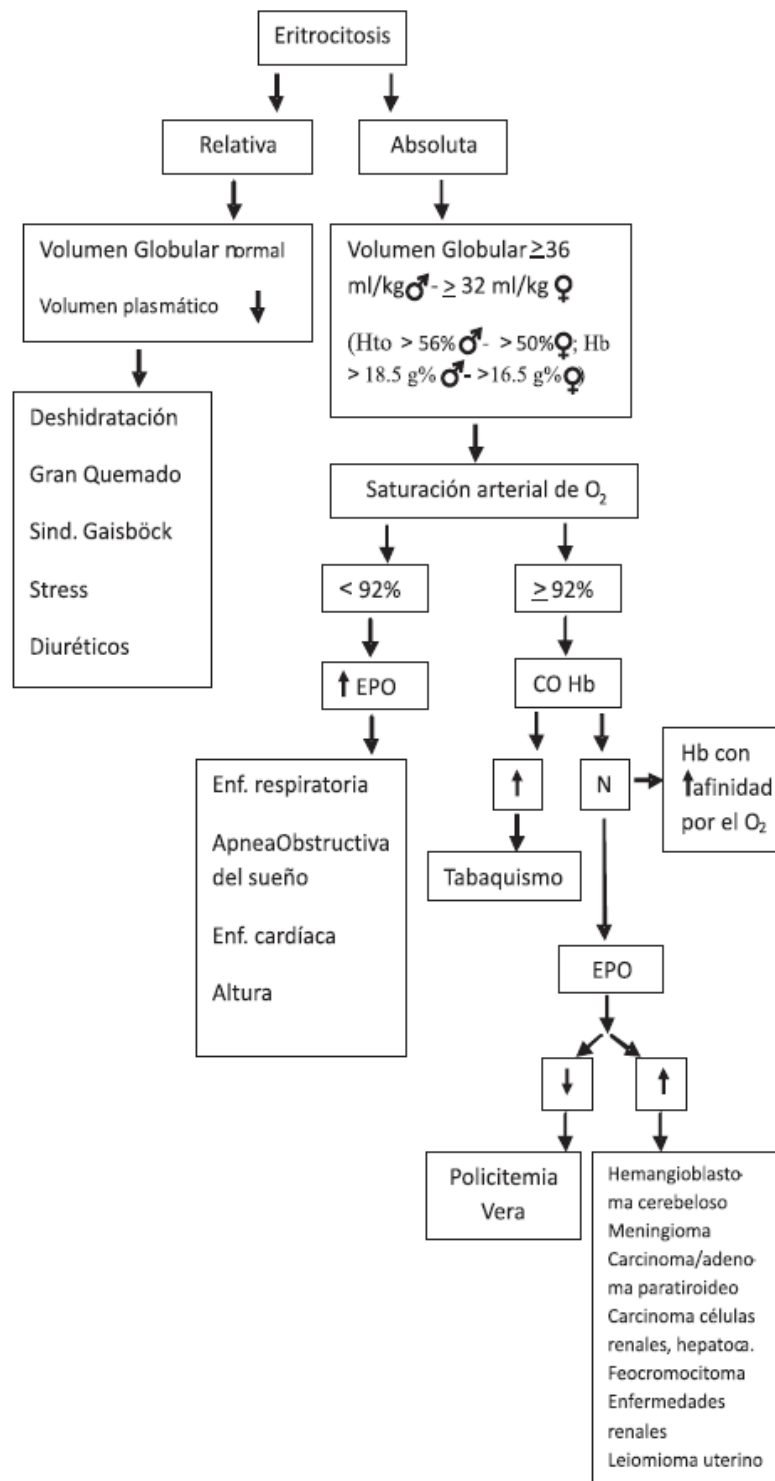 Eritrocitosis
Relativa
Absoluta
Volumen Globular normal
Volumen plasmático ↓
Volumen Globular ≥36
ml/kg♂- ≥ 32 ml/kg ♀
(Hto > 56%♂- >50%♀; Hb
> 18.5 g% ♂- >16.5 g%♀)
Deshidratación
Gran Quemado
Sind. Gaisböck
Stress
Diuréticos
Saturación arterial de O₂
< 92%
≥ 92%
↑ EPO
CO Hb
Enf. respiratoria
ApneaObstructiva
del sueño
Enf. cardíaca
Altura
↑
N
Hb con
↑afinidad
por el O₂
Tabaquismo
EPO
↓
↑
Policitemia
Vera
Hemangioblasto-
ma cerebeloso
Meningioma
Carcinoma/adeno-
ma paratiroideo
Carcinoma células
renales, hepatoca.
Feocromocitoma
Enfermedades
renales
Leiomioma uterino